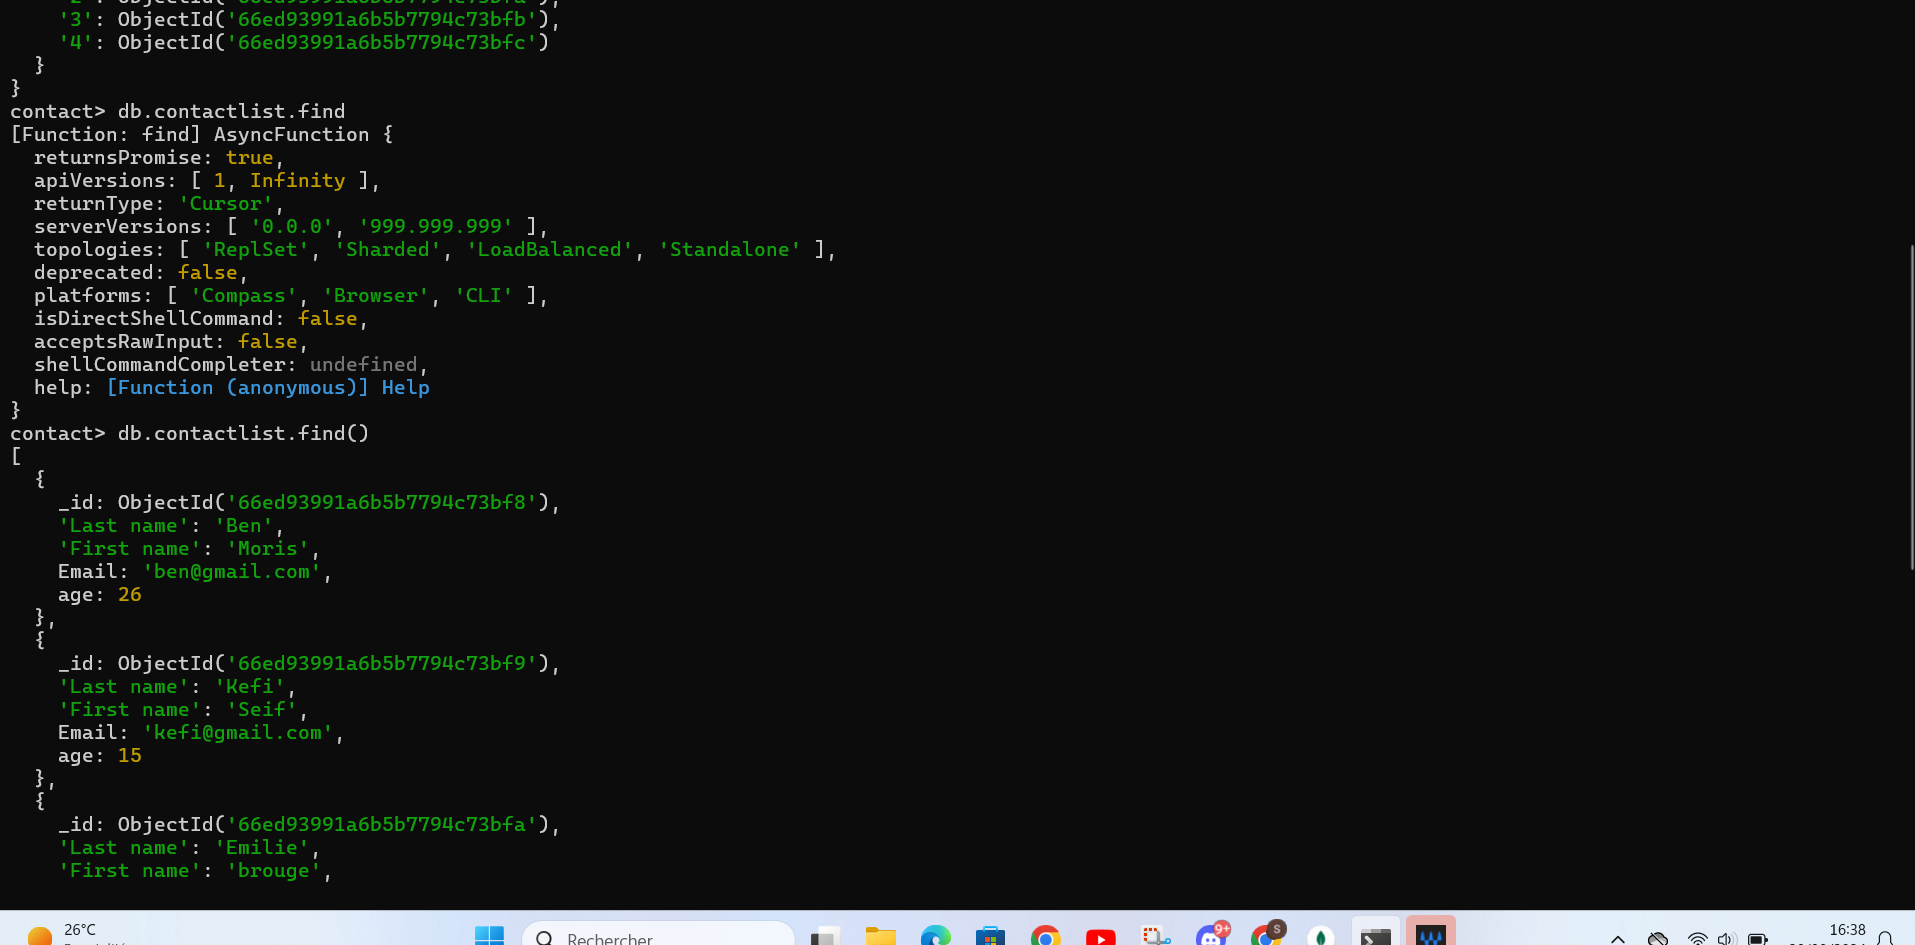 '3': ObjectId('66ed93991a6b5b7794c73bfb'),
'4': ObjectId('66ed93991a6b5b7794c73bfc')
}
}
contact> db.contactlist.find
[Function: find] AsyncFunction {
returnsPromise: true,
apiVersions: [ 1, Infinity ],
returnType: 'Cursor',
serverVersions: [ '0.0.0', '999.999.999' ],
topologies: [ 'ReplSet', 'Sharded', 'LoadBalanced', 'Standalone' ],
deprecated: false,
platforms: [ 'Compass', 'Browser', 'CLI' ],
isDirectShellCommand: false,
acceptsRawInput: false,
shellCommandCompleter: undefined,
help: [Function (anonymous)] Help
}
contact> db.contactlist.find()
[
{
_id: ObjectId('66ed93991a6b5b7794c73bf8'),
'Last name': 'Ben',
'First name': 'Moris',
Email: 'ben@gmail.com',
age: 26
},
{
_id: ObjectId('66ed93991a6b5b7794c73bf9'),
'Last name': 'Kefi',
'First name': 'Seif',
Email: 'kefi@gmail.com',
age: 15
},
{
_id: ObjectId('66ed93991a6b5b7794c73bfa'),
'Last name': 'Emilie',
'First name': 'brouge',
26°C
Rechercher
9+
S
16:38